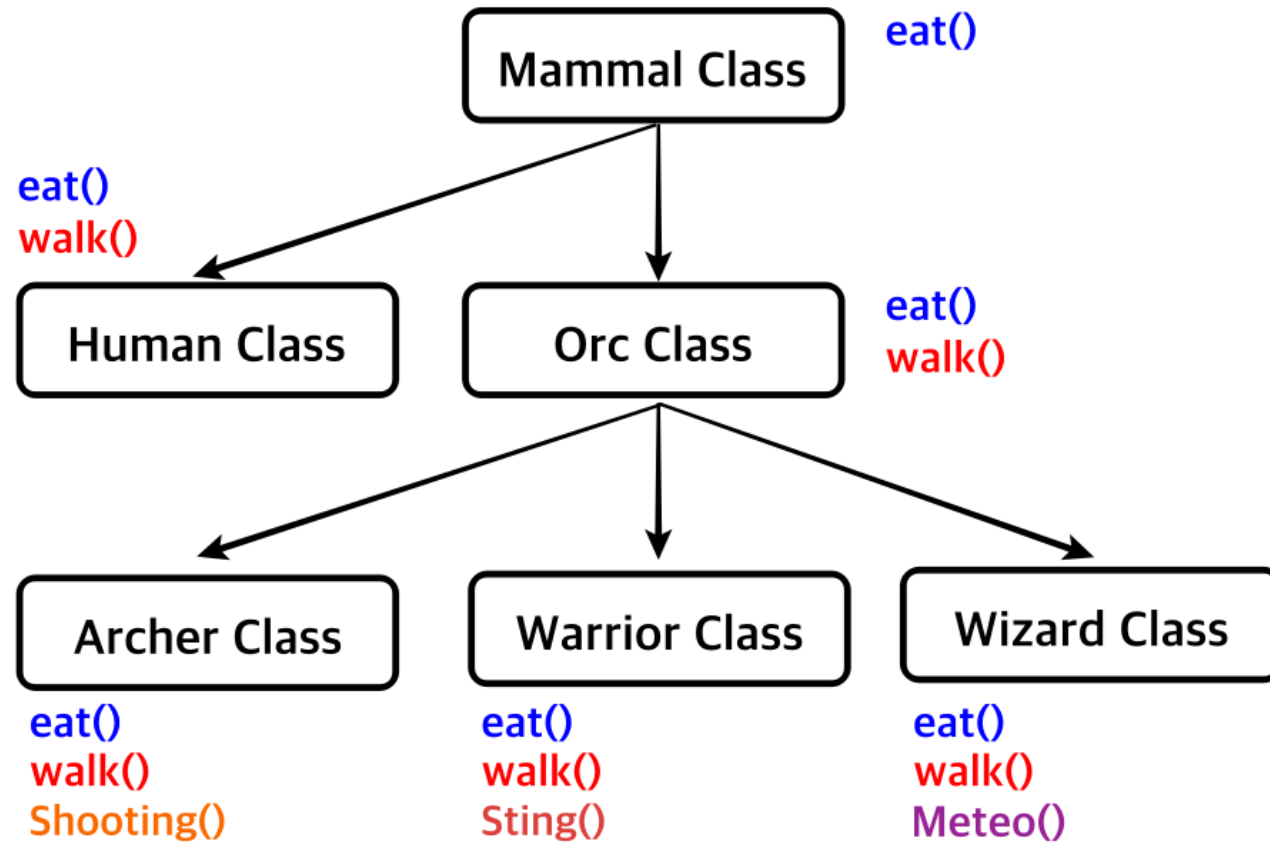 Mammal Class
eat()
eat()
walk()
Human Class
Orc Class
eat()
walk()
Archer Class
Warrior Class
Wizard Class
eat()
walk()
Shooting()
eat()
walk()
Sting()
eat()
walk()
Meteo()